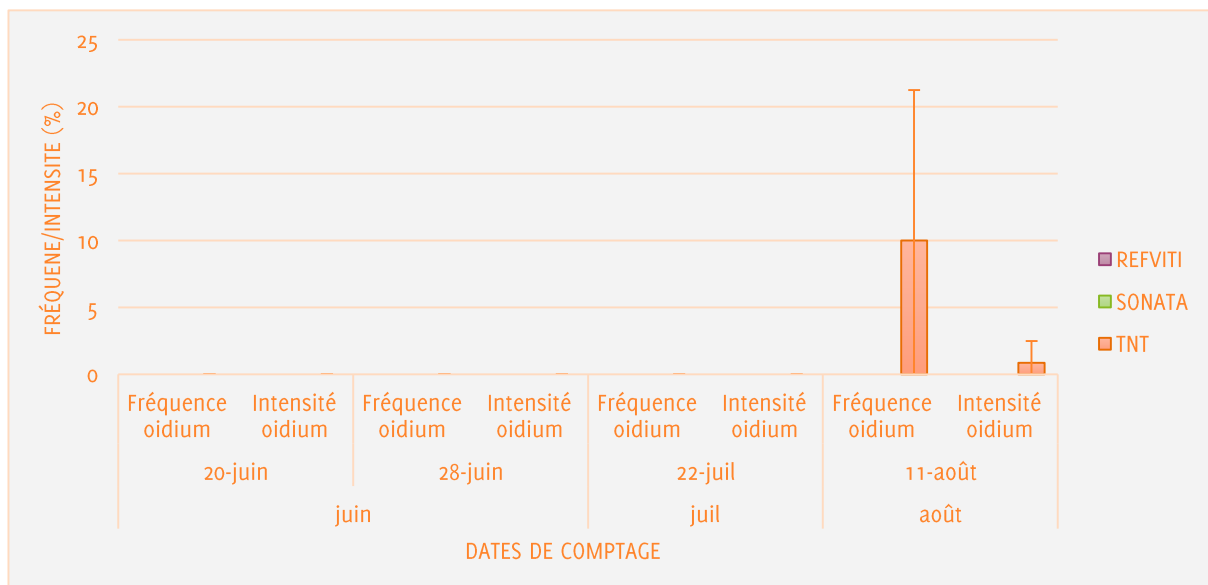 25
20
15
10
5
0
FRÉQUENE/INTENSITE (%)
REFVITI
SONATA
TNT
Fréquence oidium
Intensité oidium
Fréquence oidium
Intensité oidium
Fréquence oidium
Intensité oidium
Fréquence oidium
Intensité oidium
20-juin
28-juin
22-juil
11-août
juin
juil
août
DATES DE COMPTAGE